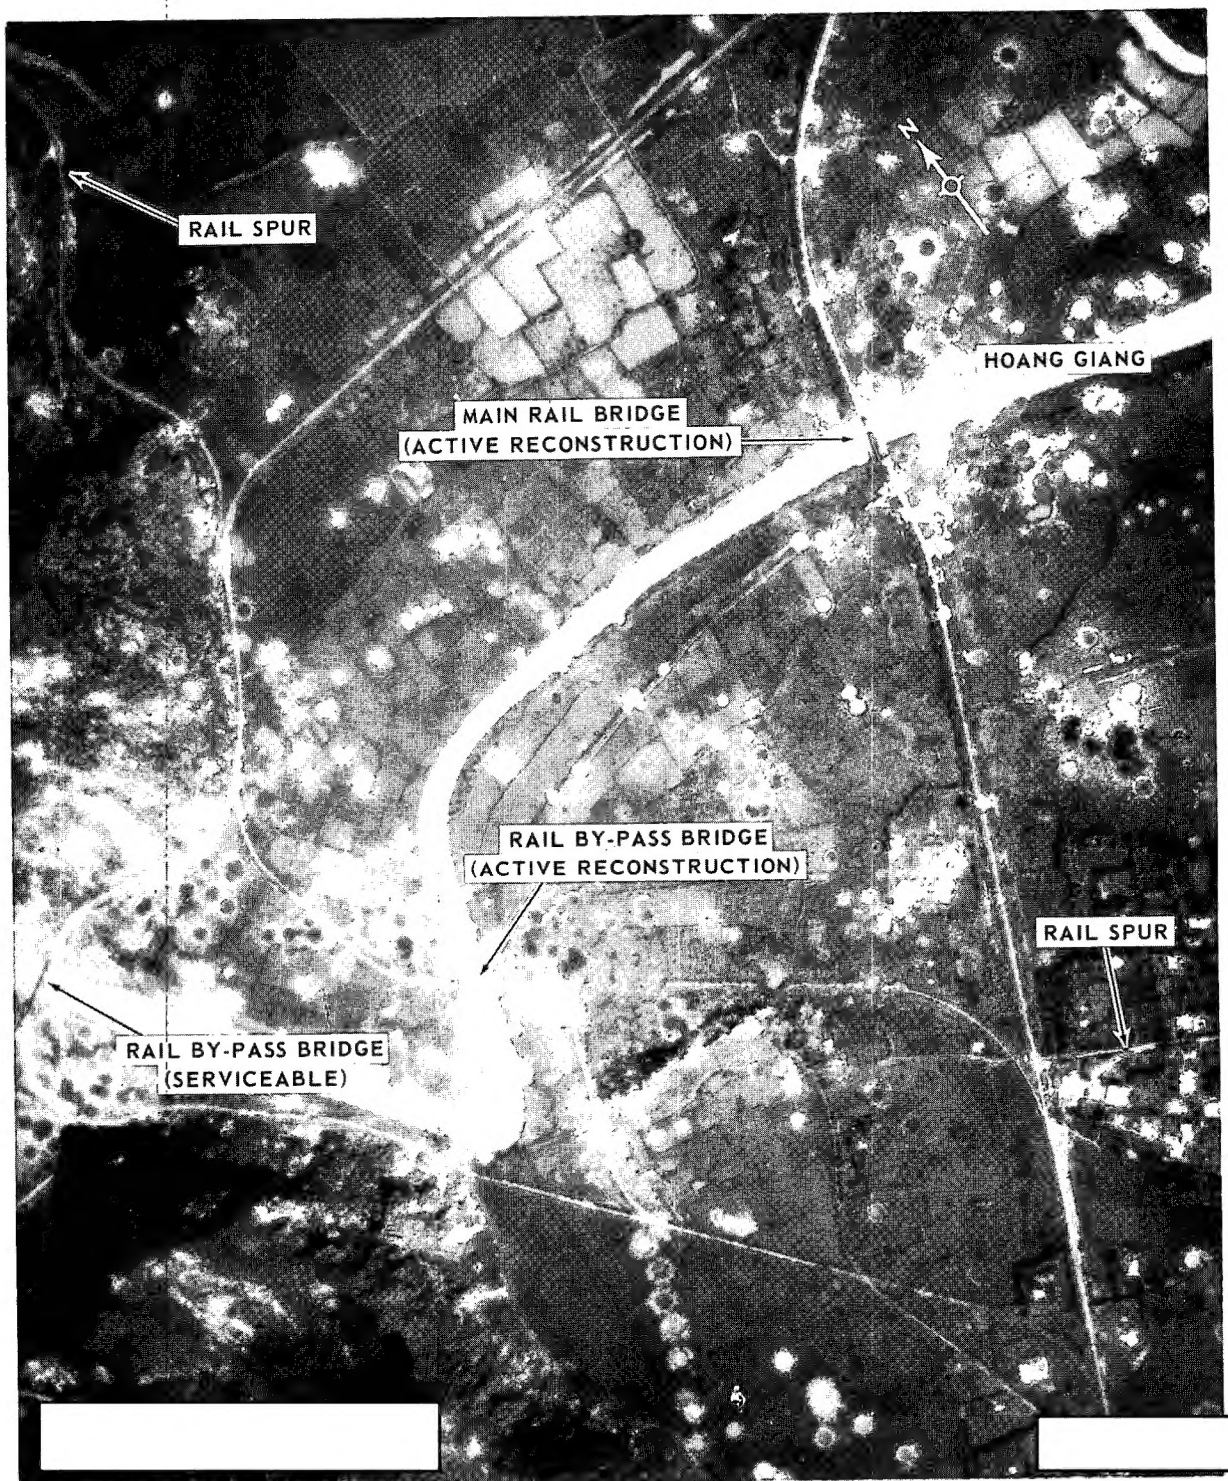 N
RAIL SPUR
HOANG GIANG
MAIN RAIL BRIDGE
(ACTIVE RECONSTRUCTION)
RAIL BY-PASS BRIDGE
(ACTIVE RECONSTRUCTION)
RAIL SPUR
RAIL BY-PASS BRIDGE
(SERVICEABLE)